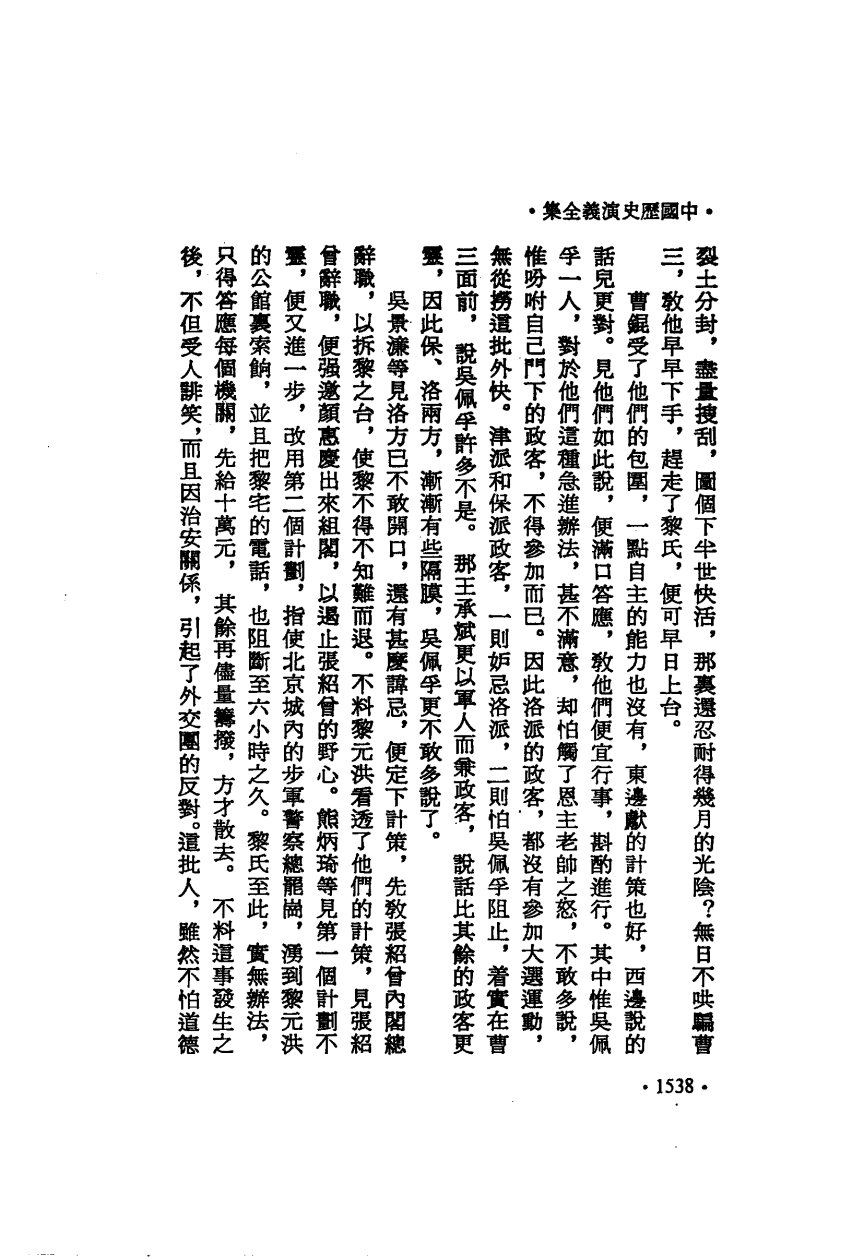 •中國歷史演義全集•
裂土分封，盡量搜刮，圖個下半世快活，那裏還忍耐得幾月的光陰？無日不哄騙曹
三，教他早早下手，趕走了黎氏，便可早日上台。
曹錕受了他們的包圍，一點自主的能力也沒有，東邊獻的計策也好，西邊說的
話兒更對。見他們如此說，便滿口答應，教他們便宜行事，斟酌進行。其中惟吳佩
孚一人，對於他們這種急進辦法，甚不滿意，却怕觸了恩主老帥之怒，不敢多說，
惟吩咐自己門下的政客，不得參加而已。因此洛派的政客，都沒有參加大選運動，
無從撈這批外快。津派和保派政客，一則妒忌洛派，二則怕吳佩孚阻止，着實在曹
三面前，說吳佩孚許多不是。那王承斌更以軍人而兼政客，說話比其餘的政客更
靈，因此保、洛兩方，漸漸有些隔膜，吳佩孚更不敢多說了。
吳景濂等見洛方已不敢開口，還有甚麼諱忌，便定下計策，先教張紹曾內閣總
辭職，以拆黎之台，使黎不得不知難而退。不料黎元洪看透了他們的計策，見張紹
曾辭職，便强邀顏惠慶出來組閣，以遏止張紹曾的野心。熊炳琦等見第一個計劃不
靈，便又進一步，改用第二個計劃，指使北京城內的步軍警察總罷崗，湧到黎元洪
的公館裏索餉，並且把黎宅的電話，也阻斷至六小時之久。黎氏至此，實無辦法，
只得答應每個機關，先給十萬元，其餘再儘量籌撥，方才散去。不料這事發生之
後，不但受人誹笑，而且因治安關係，引起了外交團的反對。這批人，雖然不怕道德
•1538•